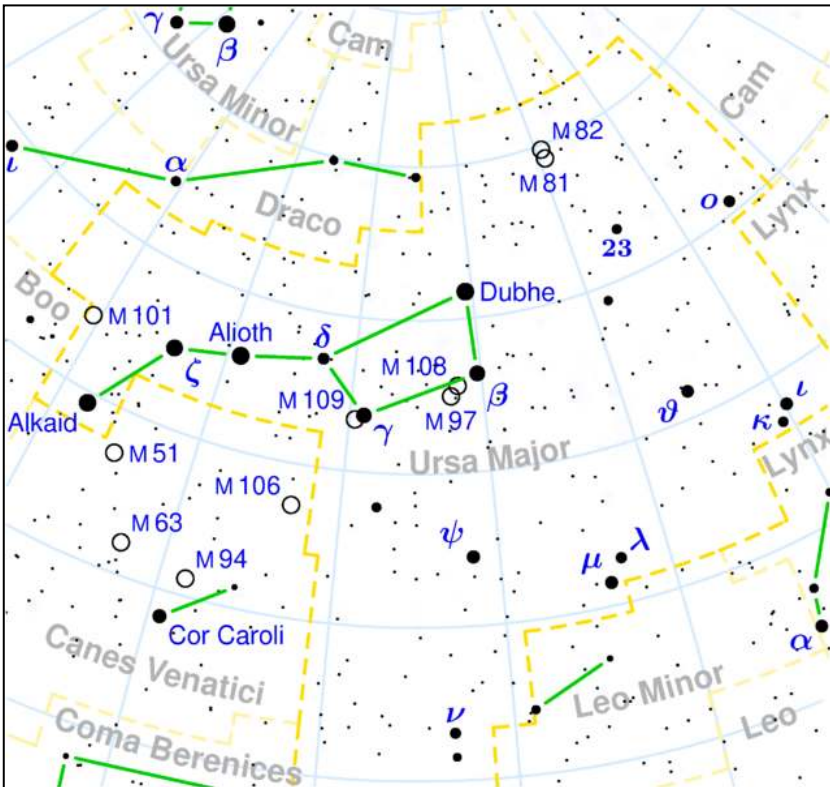 γ
β
Ursa Minor
Cam
Cam
M 82
M 81
ι
α
Draco
23
ο
Lynx
Boo
M 101
Dubhe
Alioth
δ
ζ
M 108
β
Alkaid
M 109
γ
M 97
ϑ
ι
κ
Lynx
Ursa Major
M 51
M 106
M 63
ψ
λ
μ
M 94
Cor Caroli
α
Canes Venatici
Leo Minor
Leo
ν
Coma Berenices